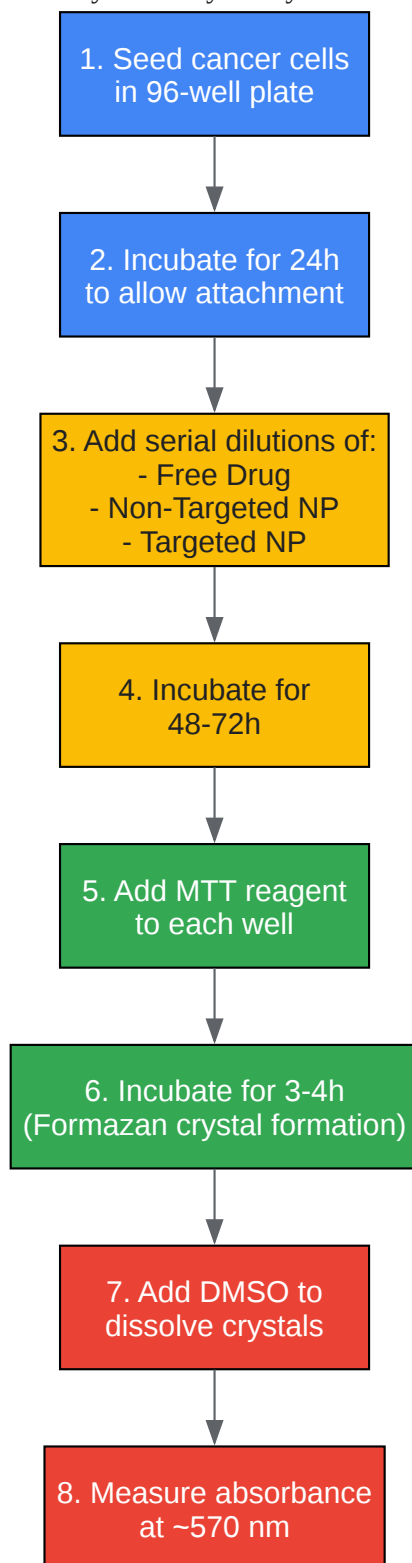 1. Seed cancer cells
in 96-well plate
2. Incubate for 24h
to allow attachment
3. Add serial dilutions of:
- Free Drug
- Non-Targeted NP
- Targeted NP
4. Incubate for
48-72h
5. Add MTT reagent
to each well
6. Incubate for 3-4h
(Formazan crystal formation)
7. Add DMSO to
dissolve crystals
8. Measure absorbance
at ~570 nm